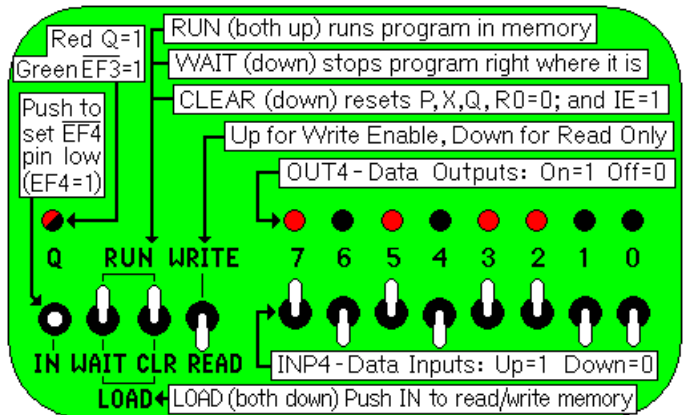 Red Q=1
Green EF3=1
RUN (both up) runs program in memory
WAIT (down) stops program right where it is
CLEAR (down) resets P,X,Q, R0=0; and IE=1
Push to
set EF4
pin low
(EF4=1)
Up for Write Enable, Down for Read Only
OUT4-Data Outputs: On=1 Off=0
Q RUN WRITE 7 6 5 4 3 2 1 0
IN WAIT CLR READ
INP4-Data Inputs: Up=1 Down=0
LOAD
LOAD (both down) Push IN to read/write memory